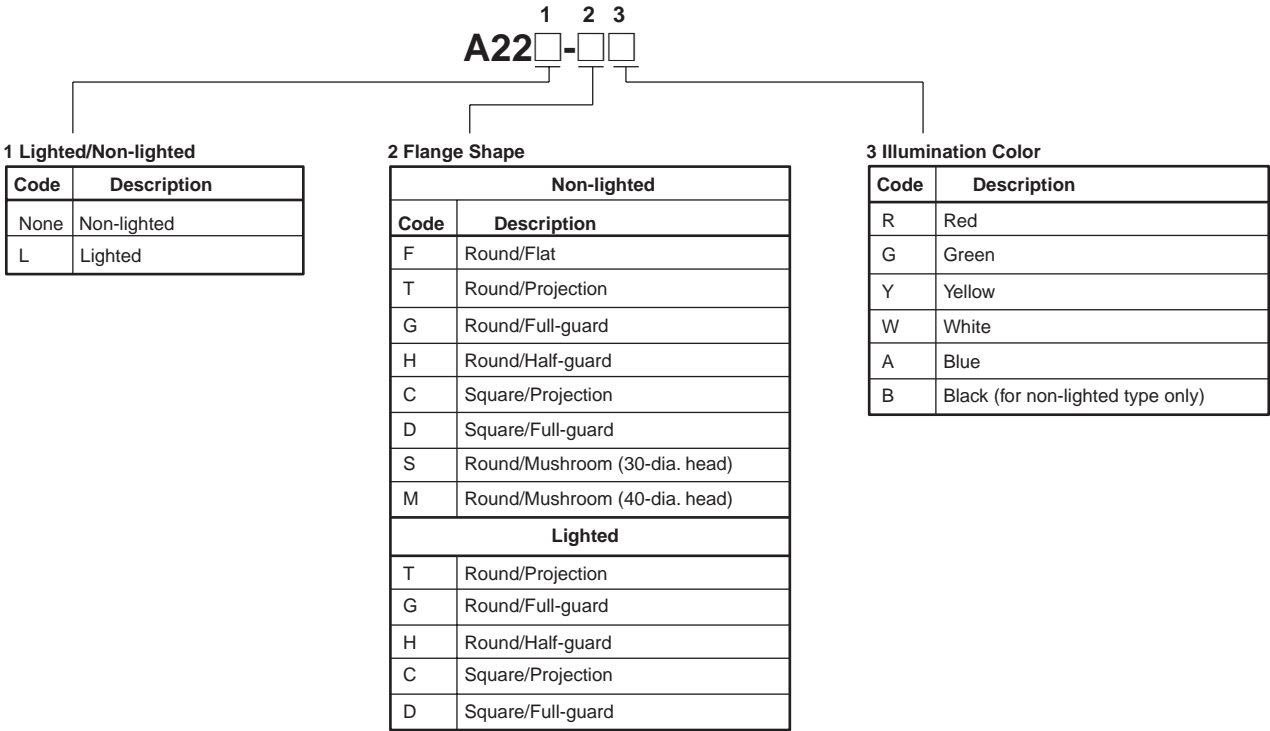 1 2 3
A22□-□□
1 Lighted/Non-lighted
Code Description
None Non-lighted
L Lighted
2 Flange Shape
Non-lighted
Code Description
F Round/Flat
T Round/Projection
G Round/Full-guard
H Round/Half-guard
C Square/Projection
D Square/Full-guard
S Round/Mushroom (30-dia. head)
M Round/Mushroom (40-dia. head)
Lighted
T Round/Projection
G Round/Full-guard
H Round/Half-guard
C Square/Projection
D Square/Full-guard
3 Illumination Color
Code Description
R Red
G Green
Y Yellow
W White
A Blue
B Black (for non-lighted type only)